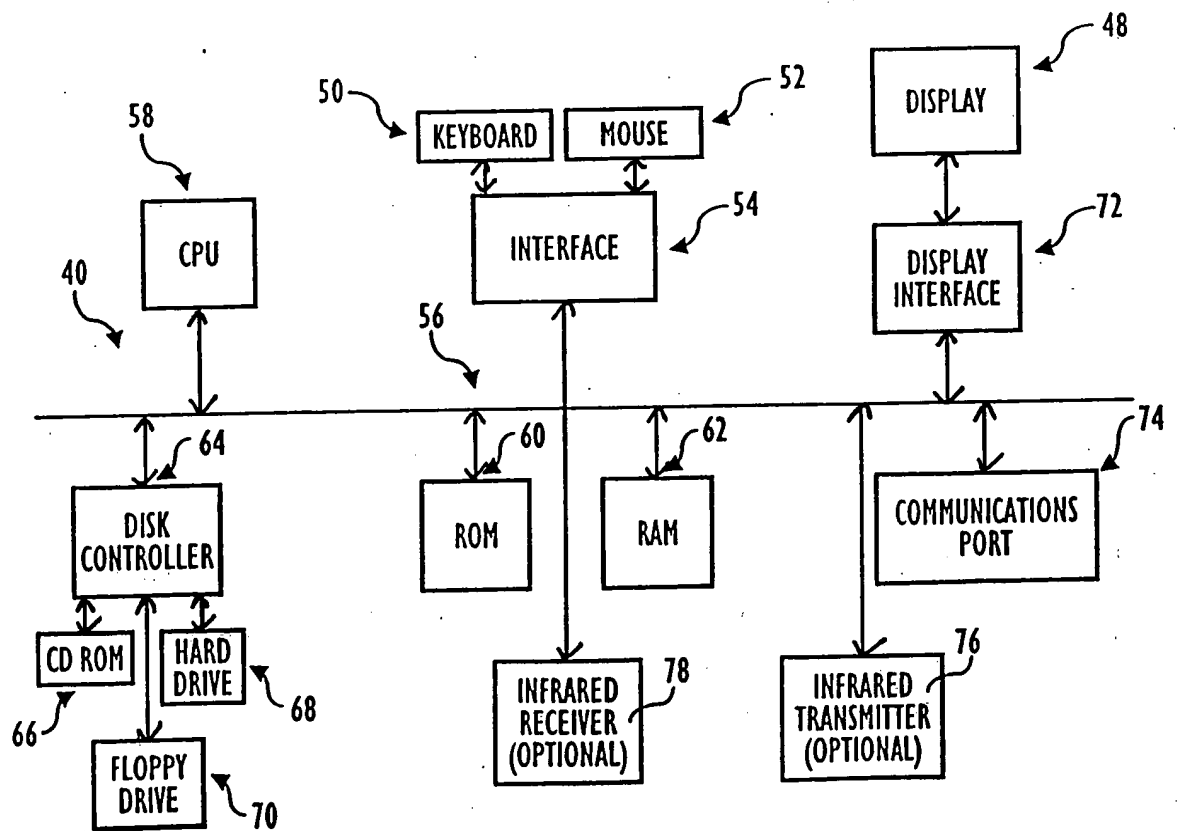 48
DISPLAY
52
50
KEYBOARD
MOUSE
58
CPU
54
INTERFACE
72
DISPLAY
INTERFACE
40
56
64
60
62
74
DISK
CONTROLLER
ROM
RAM
COMMUNICATIONS
PORT
CD ROM
HARD
DRIVE
66
68
INFRARED
RECEIVER
(OPTIONAL)
78
INFRARED
TRANSMITTER
(OPTIONAL)
76
FLOPPY
DRIVE
70